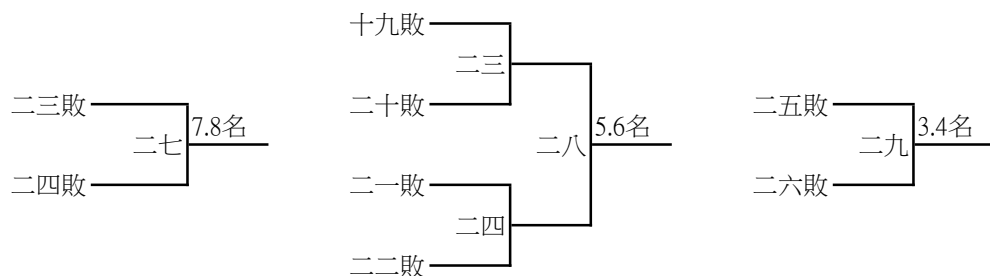 十九敗
二三
二三敗
二十敗
二五敗
7.8名
5.6名
3.4名
二七
二八
二九
二四敗
二一敗
二六敗
二四
二二敗